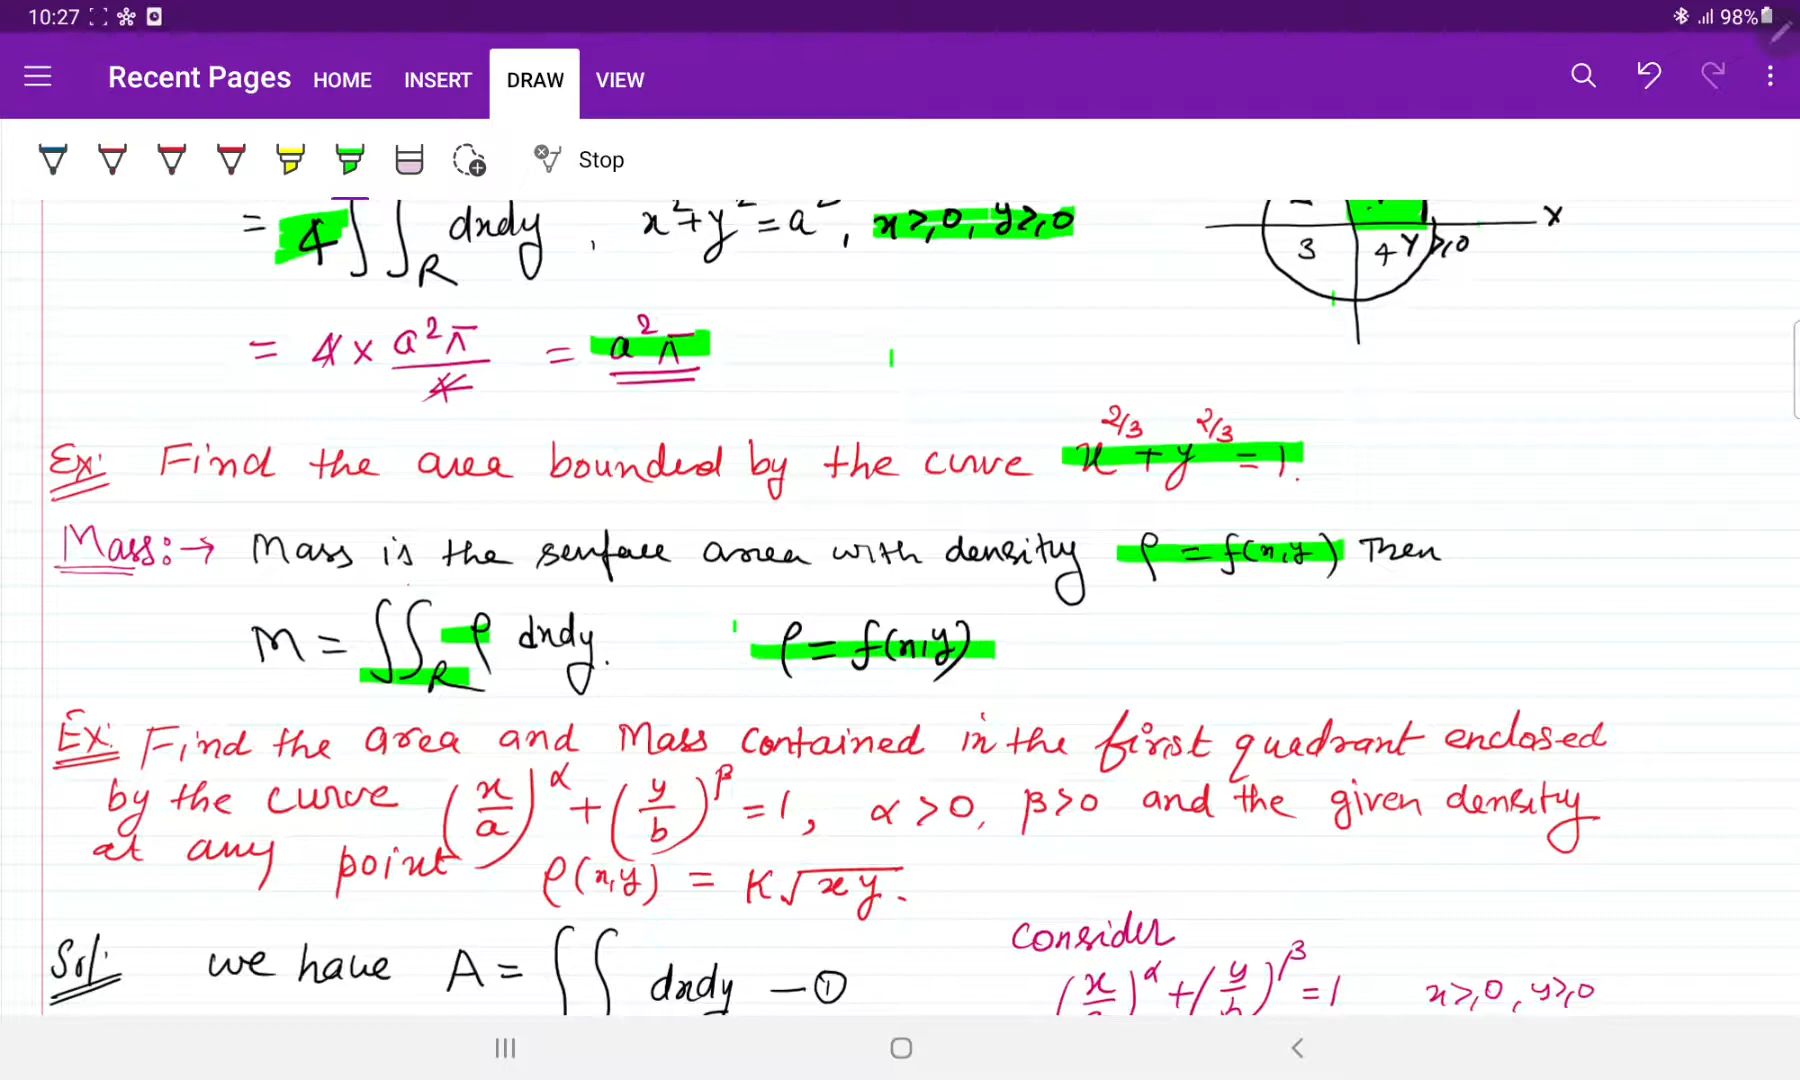 10:27 98%
Recent Pages HOME INSERT DRAW VIEW
Stop
= 4 ∫∫_R dxdy , x²+y² = a², x≥0, y≥0
x
3 4 y≥0
= 4 × a²π/4 = a²π
Ex: Find the area bounded by the curve x^2/3 + y^2/3 = 1.
Mass:→ Mass is the surface area with density ρ = f(x,y) Then
M = ∫∫_R ρ dxdy. ρ = f(x,y)
Ex: Find the area and Mass contained in the first quadrant enclosed
by the curve (x/a)^α + (y/b)^β = 1, α>0, β>0 and the given density
at any point ρ(x,y) = K√xy.
Consider
Sol: we have A = ∫∫ dxdy —①
(x/a)^α + (y/b)^β = 1 x≥0, y≥0